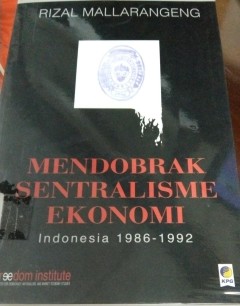 RIZAL MALLARANGENG
MENDOBRAK
SENTRALISME
EKONOMI
Indonesia 1986-1992
eedom institute
KPG